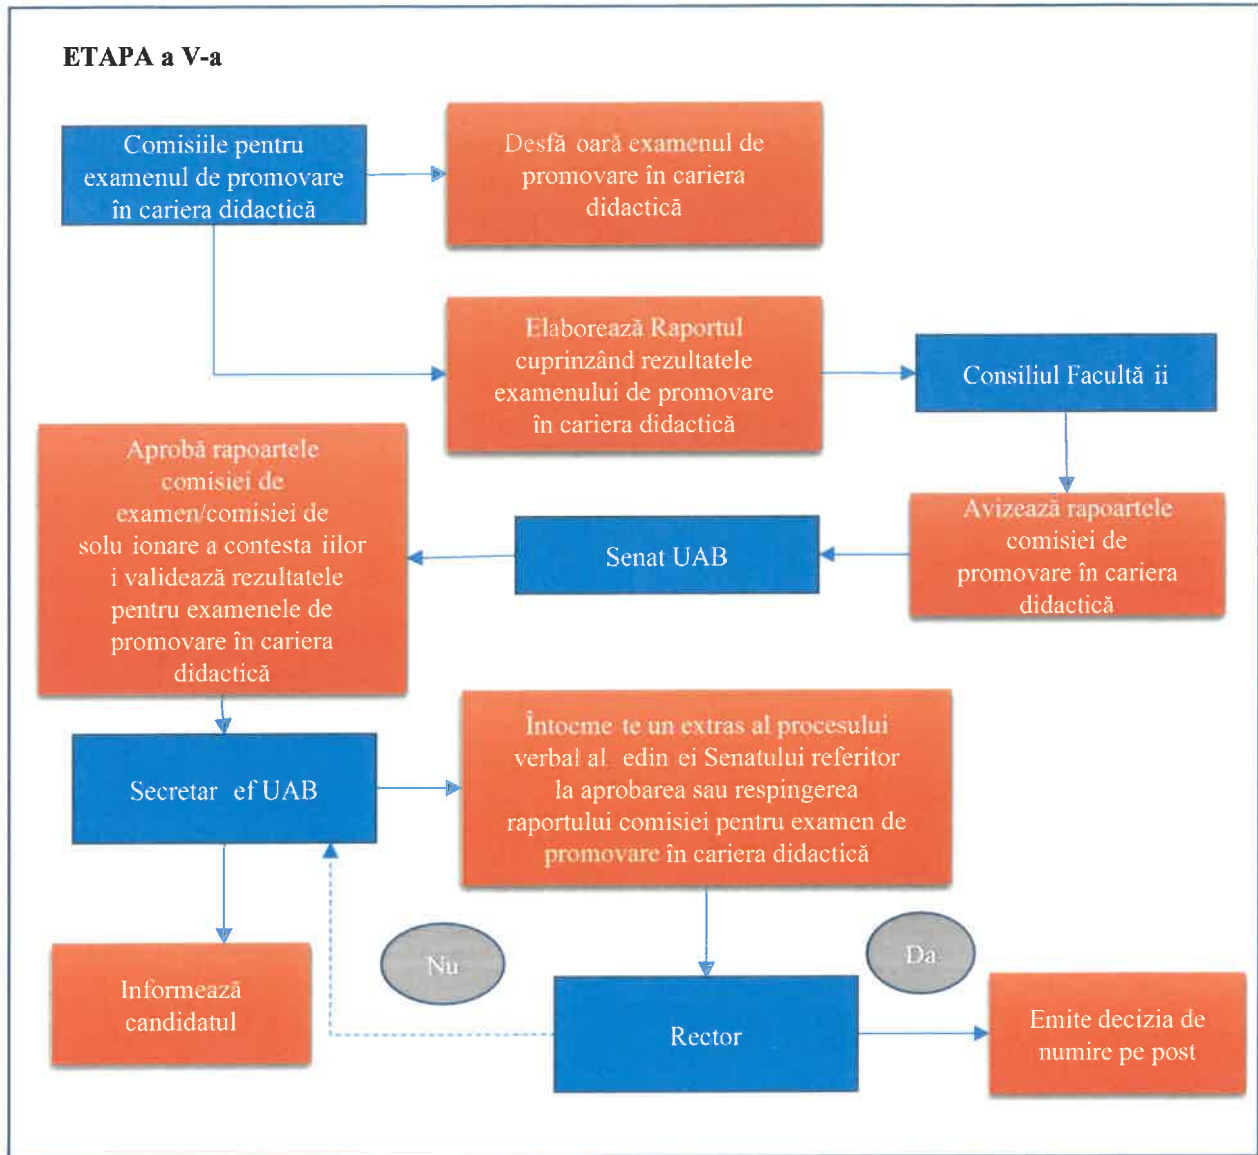 ETAPA a V-a
Comisiile pentru
examenul de promovare
în cariera didactică
Desfă oară examenul de
promovare în cariera
didactică
Elaborează Raportul
cuprinzând rezultatele
examenului de promovare
în cariera didactică
Consiliul Facultă ii
Avizează rapoartele
comisiei de
promovare în cariera
didactică
Senat UAB
Aprobă rapoartele
comisiei de
examen/comisiei de
solu ionare a contesta iilor
i validează rezultatele
pentru examenele de
promovare în cariera
didactică
Secretar ef UAB
Întocme te un extras al procesului
verbal al edin ei Senatului referitor
la aprobarea sau respingerea
raportului comisiei pentru examen de
promovare în cariera didactică
Informează
candidatul
Nu
Rector
Da
Emite decizia de
numire pe post